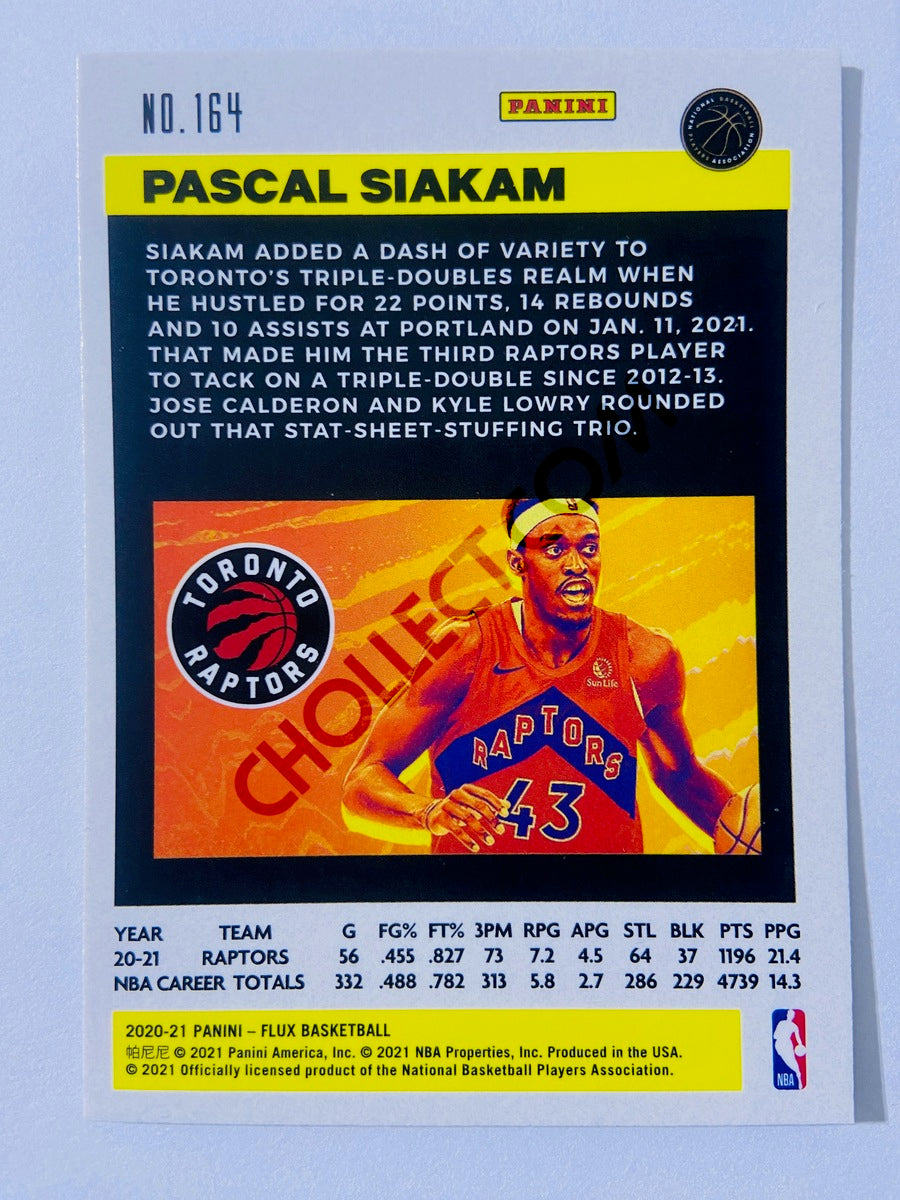 NO. 164
PANINI
NATIONAL BASKETBALL PLAYERS ASSOCIATION
PASCAL SIAKAM
SIAKAM ADDED A DASH OF VARIETY TO
TORONTO'S TRIPLE-DOUBLES REALM WHEN
HE HUSTLED FOR 22 POINTS, 14 REBOUNDS
AND 10 ASSISTS AT PORTLAND ON JAN. 11, 2021.
THAT MADE HIM THE THIRD RAPTORS PLAYER
TO TACK ON A TRIPLE-DOUBLE SINCE 2012-13.
JOSE CALDERON AND KYLE LOWRY ROUNDED
OUT THAT STAT-SHEET-STUFFING TRIO.
CHOLLECT.COM
TORONTO
RAPTORS
Sun Life
RAPTORS
43
YEAR TEAM G FG% FT% 3PM RPG APG STL BLK PTS PPG
20-21 RAPTORS 56 .455 .827 73 7.2 4.5 64 37 1196 21.4
NBA CAREER TOTALS 332 .488 .782 313 5.8 2.7 286 229 4739 14.3
2020-21 PANINI – FLUX BASKETBALL
帕尼尼 © 2021 Panini America, Inc. © 2021 NBA Properties, Inc. Produced in the USA.
© 2021 Officially licensed product of the National Basketball Players Association.
NBA